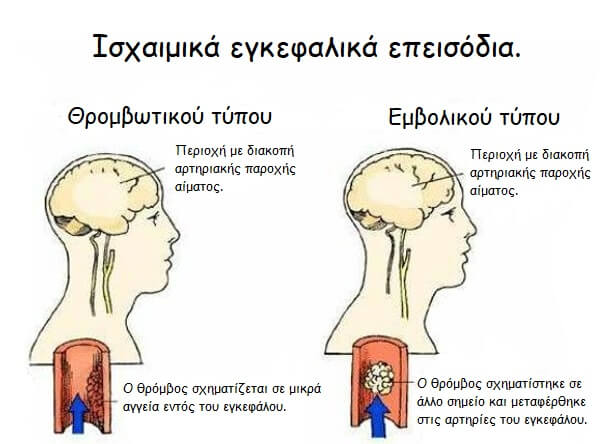 Ισχαιμικά εγκεφαλικά επεισόδια.
Θρομβωτικού τύπου
Εμβολικού τύπου
Περιοχή με διακοπή
αρτηριακής παροχής
αίματος.
Περιοχή με διακοπή
αρτηριακής παροχής
αίματος.
Ο θρόμβος σχηματίζεται σε μικρά
αγγεία εντός του εγκεφάλου.
Ο θρόμβος σχηματίστηκε σε
άλλο σημείο και μεταφέρθηκε
στις αρτηρίες του εγκεφάλου.